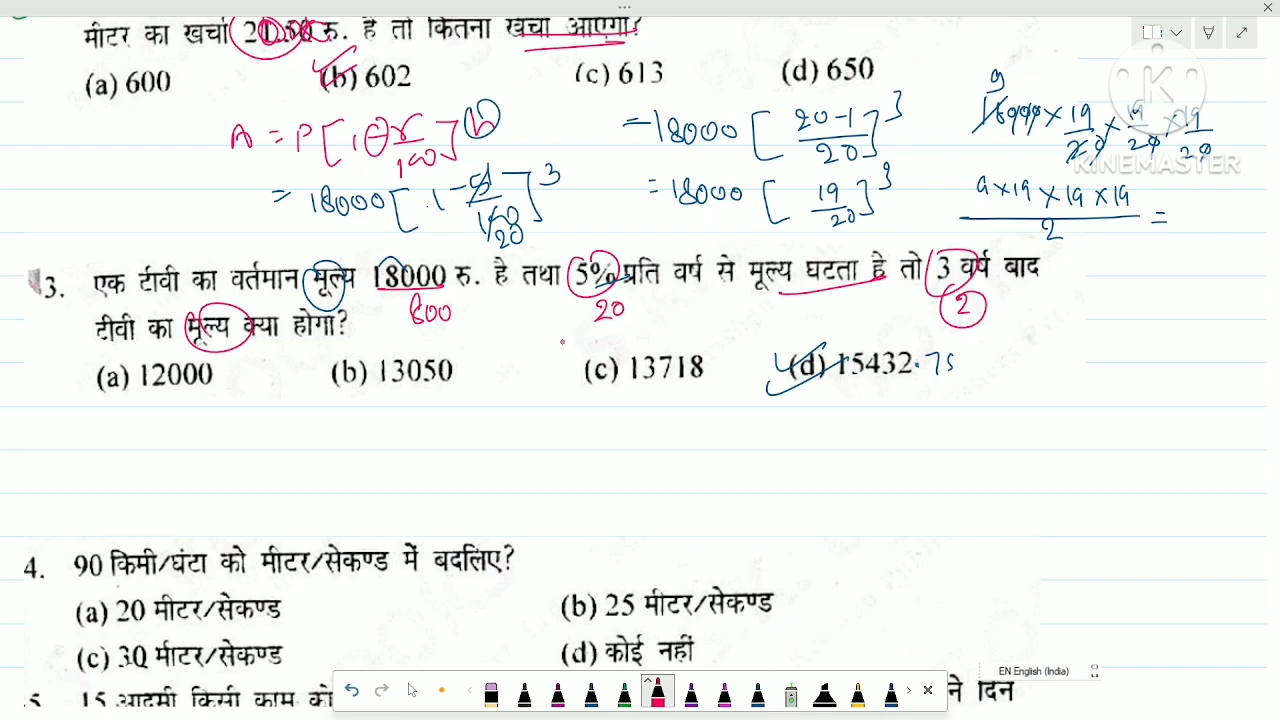 मीटर का खर्चा रु. है तो कितना खर्चा आएगा?
(a) 600 (b) 602 (c) 613 (d) 650
A = P[1-r/100]^n
= 18000 [1-5/100]^3
20
= 18000 [20-1/20]^3
= 18000 [19/20]^3
9
18000 × 19/20 × 19/20 × 19/20
9×19×19×19/2 =
KINEMASTER
3. एक टीवी का वर्तमान मूल्य 18000 रु. है तथा 5% प्रति वर्ष से मूल्य घटता है तो 3 वर्ष बाद
800 20 2
टीवी का मूल्य क्या होगा?
(a) 12000 (b) 13050 (c) 13718 (d) 15432.75
4. 90 किमी/घंटा को मीटर/सेकण्ड में बदलिए?
(a) 20 मीटर/सेकण्ड (b) 25 मीटर/सेकण्ड
(c) 30 मीटर/सेकण्ड (d) कोई नहीं
EN English (India)
5. 15 आदमी किसी काम को ने दिन